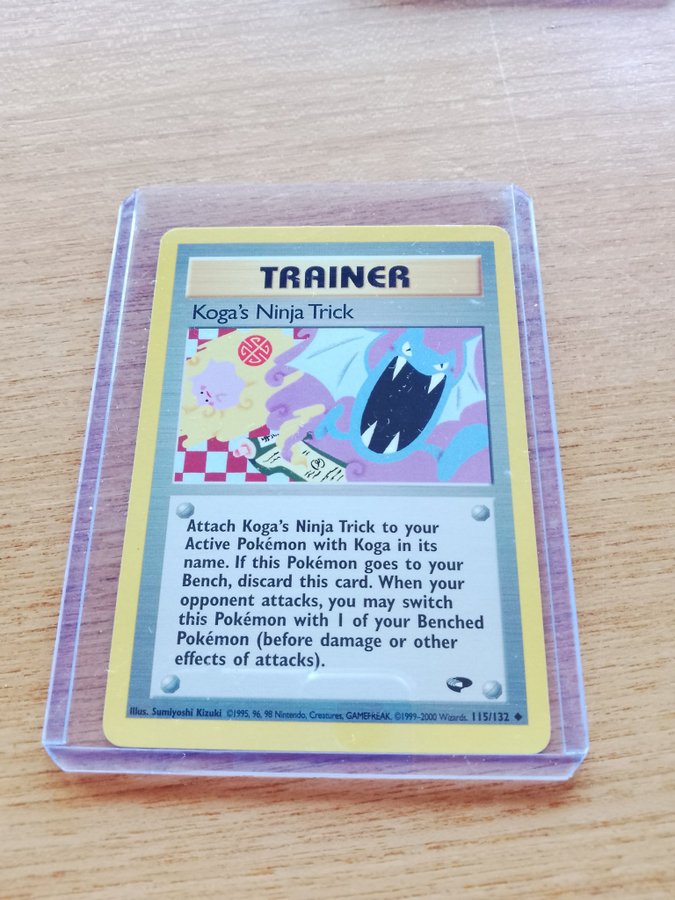 TRAINER
Koga's Ninja Trick
Attach Koga's Ninja Trick to your
Active Pokémon with Koga in its
name. If this Pokémon goes to your
Bench, discard this card. When your
opponent attacks, you may switch
this Pokémon with 1 of your Benched
Pokémon (before damage or other
effects of attacks).
Illus. Sumiyoshi Kizuki ©1995, 96, 98 Nintendo, Creatures, GAMEFREAK. ©1999-2000 Wizards. 115/132 ◆